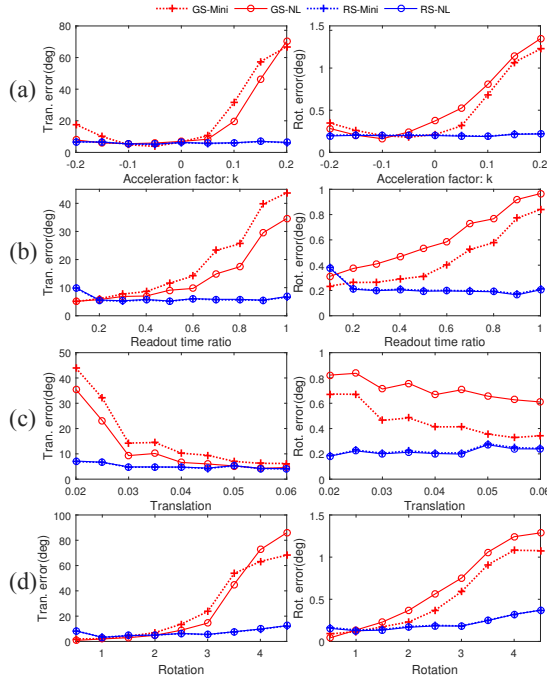 GS-Mini GS-NL RS-Mini RS-NL
(a)
Tran. error(deg)
80
60
40
20
0
-0.2 -0.1 0 0.1 0.2
Acceleration factor: k
Rot. error(deg)
1.5
1
0.5
0
-0.2 -0.1 0 0.1 0.2
Acceleration factor: k
(b)
Tran. error(deg)
40
30
20
10
0
0.2 0.4 0.6 0.8 1
Readout time ratio
Rot. error(deg)
1
0.8
0.6
0.4
0.2
0
0.2 0.4 0.6 0.8 1
Readout time ratio
(c)
Tran. error(deg)
50
40
30
20
10
0
0.02 0.03 0.04 0.05 0.06
Translation
Rot. error(deg)
1
0.8
0.6
0.4
0.2
0
0.02 0.03 0.04 0.05 0.06
Translation
(d)
Tran. error(deg)
100
80
60
40
20
0
1 2 3 4
Rotation
Rot. error(deg)
1.5
1
0.5
0
1 2 3 4
Rotation